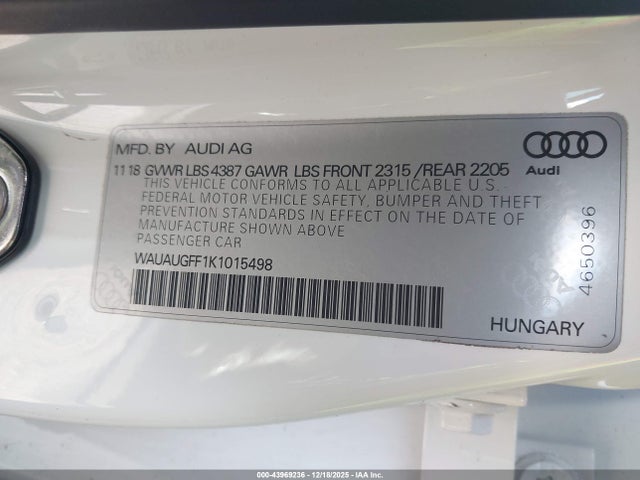 MFD. BY AUDI AG
11 18 GVWR LBS 4387 GAWR LBS FRONT 2315 /REAR 2205
THIS VEHICLE CONFORMS TO ALL APPLICABLE U.S.
FEDERAL MOTOR VEHICLE SAFETY, BUMPER AND THEFT
PREVENTION STANDARDS IN EFFECT ON THE DATE OF
MANUFACTURE SHOWN ABOVE
PASSENGER CAR
WAUAUGFF1K1015498
Audi
4650396
HUNGARY
000-43969236 - 12/18/2025 - IAA Inc.